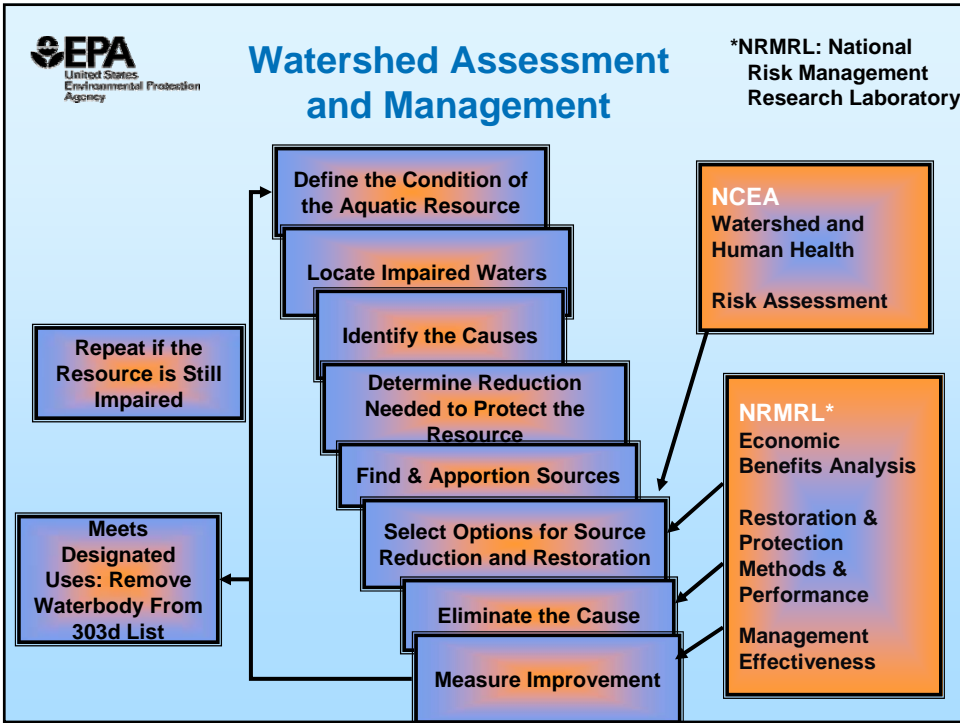 EPA
United States
Environmental Protection
Agency
Watershed Assessment
and Management
*NRMRL: National
Risk Management
Research Laboratory
Define the Condition of
the Aquatic Resource
Locate Impaired Waters
Identify the Causes
Determine Reduction
Needed to Protect the
Resource
Find & Apportion Sources
Select Options for Source
Reduction and Restoration
Eliminate the Cause
Measure Improvement
Repeat if the
Resource is Still
Impaired
Meets
Designated
Uses: Remove
Waterbody From
303d List
NCEA
Watershed and
Human Health
Risk Assessment
NRMRL*
Economic
Benefits Analysis
Restoration &
Protection
Methods &
Performance
Management
Effectiveness